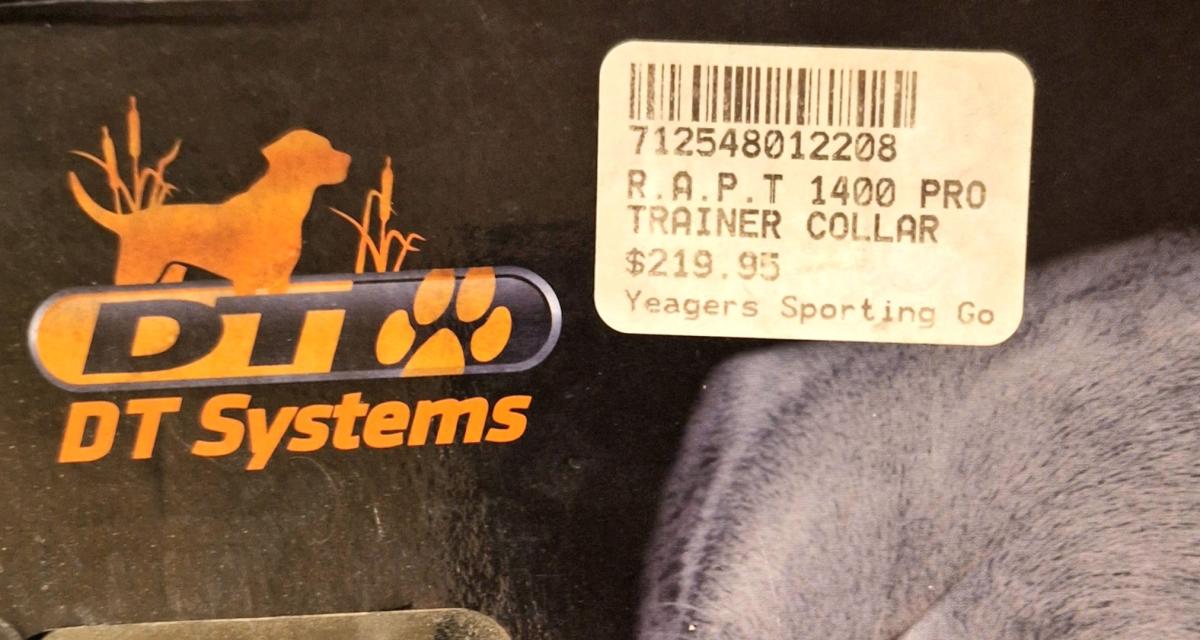 DT
DT Systems
712548012208
R.A.P.T 1400 PRO
TRAINER COLLAR
$219.95
Yeagers Sporting Go